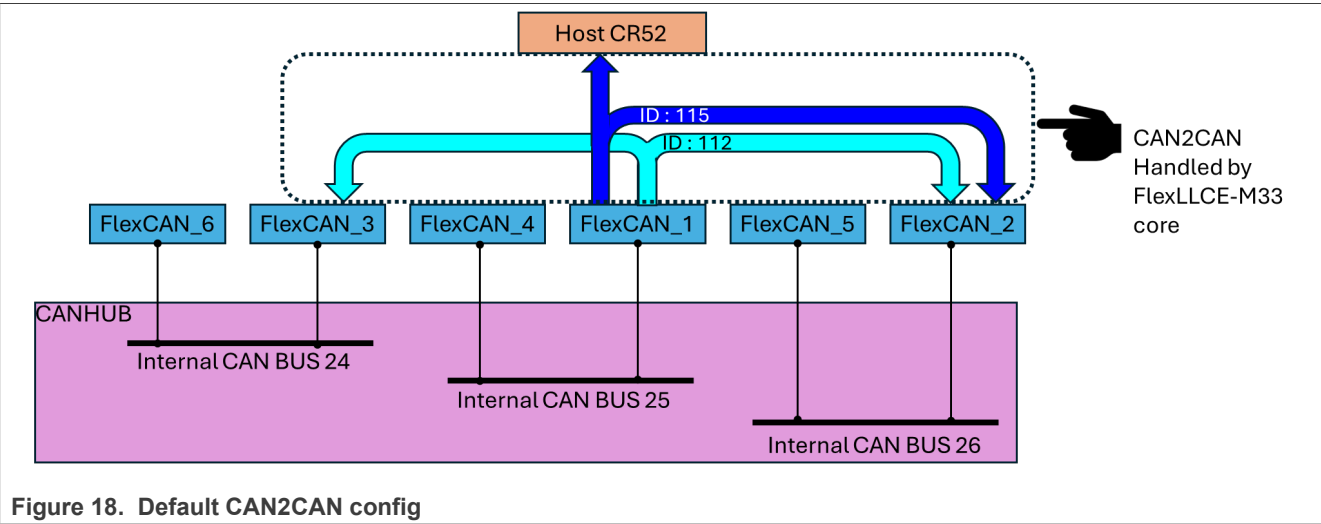 Host CR52
ID : 115
ID : 112
CAN2CAN
Handled by
FlexLLCE-M33
core
FlexCAN_6
FlexCAN_3
FlexCAN_4
FlexCAN_1
FlexCAN_5
FlexCAN_2
CANHUB
Internal CAN BUS 24
Internal CAN BUS 25
Internal CAN BUS 26
Figure 18. Default CAN2CAN config